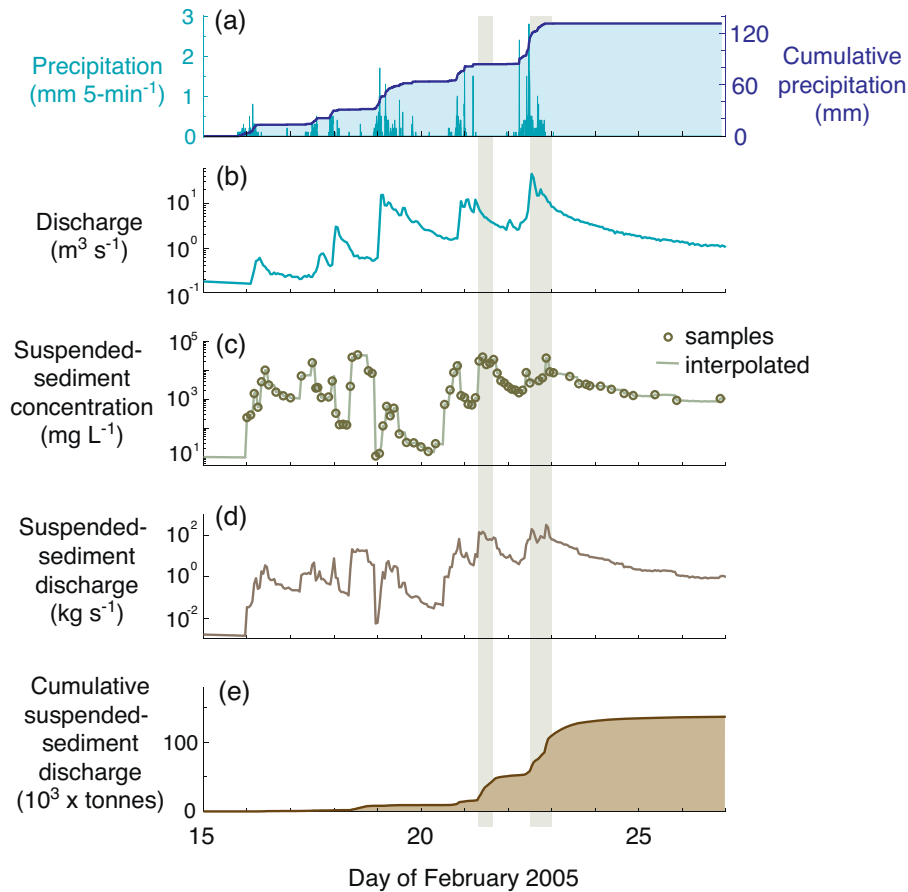 (a)
Precipitation
(mm 5-min⁻¹)
3
2
1
0
120
60
80
0
Cumulative
precipitation
(mm)
(b)
Discharge
(m³ s⁻¹)
10¹
10⁰
10⁻¹
(c)
Suspended-
sediment
concentration
(mg L⁻¹)
10⁵
10³
10¹
samples
interpolated
(d)
Suspended-
sediment
discharge
(kg s⁻¹)
10²
10⁰
10⁻²
(e)
Cumulative
suspended-
sediment
discharge
(10³ x tonnes)
100
0
15
20
25
Day of February 2005